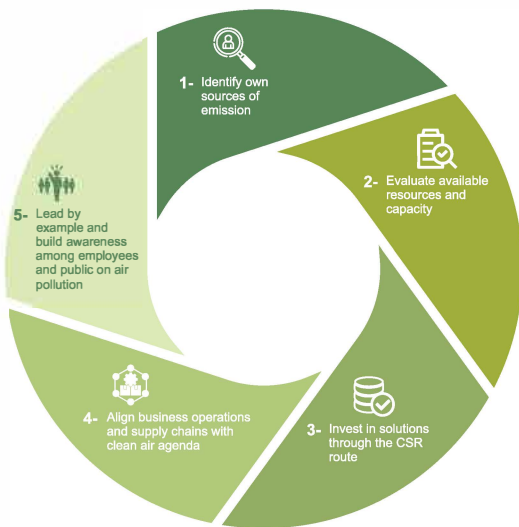 1- Identify own
sources of
emission
2- Evaluate available
resources and
capacity
3- Invest in solutions
through the CSR
route
4- Align business operations
and supply chains with
clean air agenda
5- Lead by
example and
build awareness
among employees
and public on air
pollution